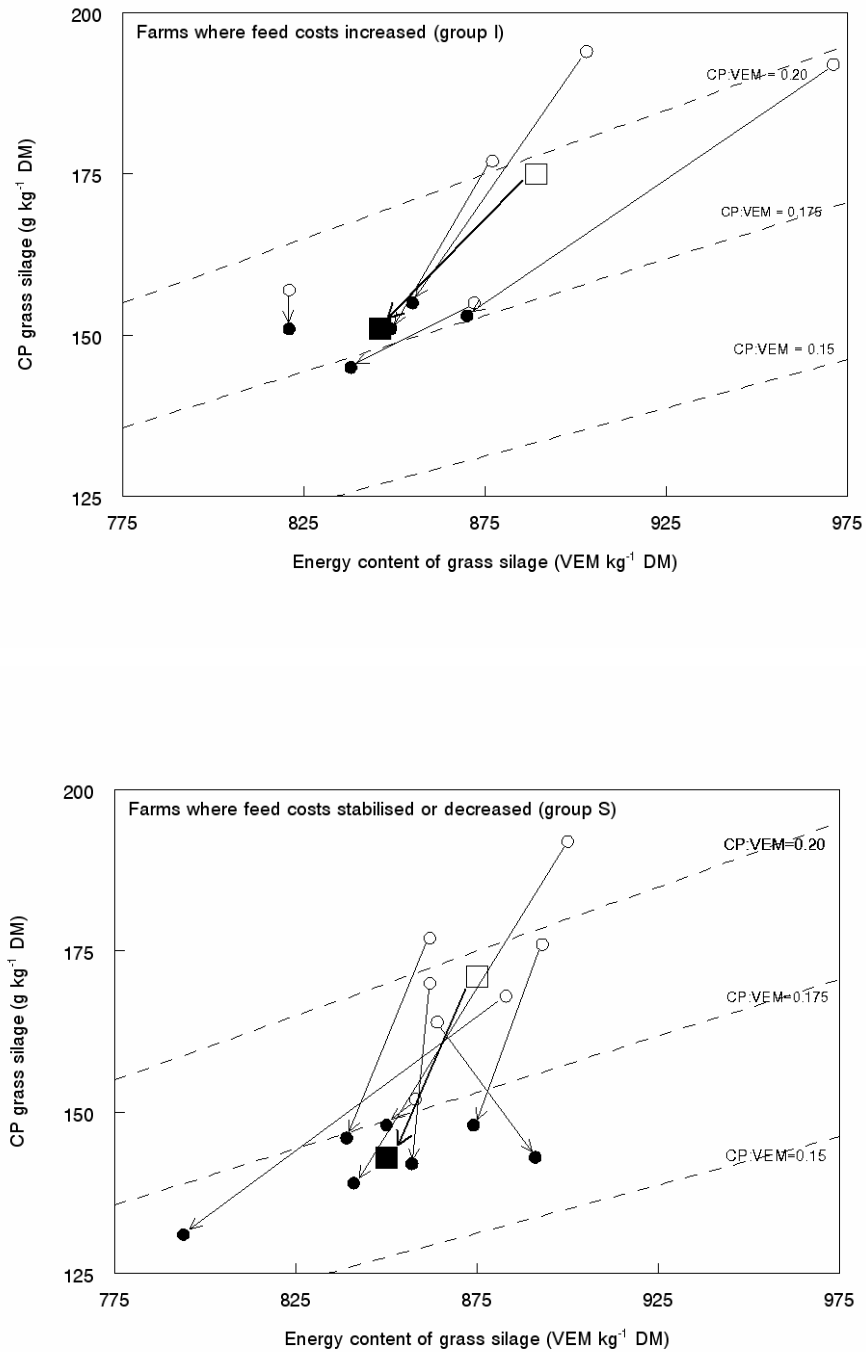 200
Farms where feed costs increased (group I)
CP:VEM = 0.20
175
CP:VEM = 0.175
150
CP:VEM = 0.15
125
775
825
875
925
975
CP grass silage (g kg-1 DM)
Energy content of grass silage (VEM kg-1 DM)
200
Farms where feed costs stabilised or decreased (group S)
CP:VEM=0.20
175
CP:VEM=0.175
150
CP:VEM=0.15
125
775
825
875
925
975
CP grass silage (g kg-1 DM)
Energy content of grass silage (VEM kg-1 DM)